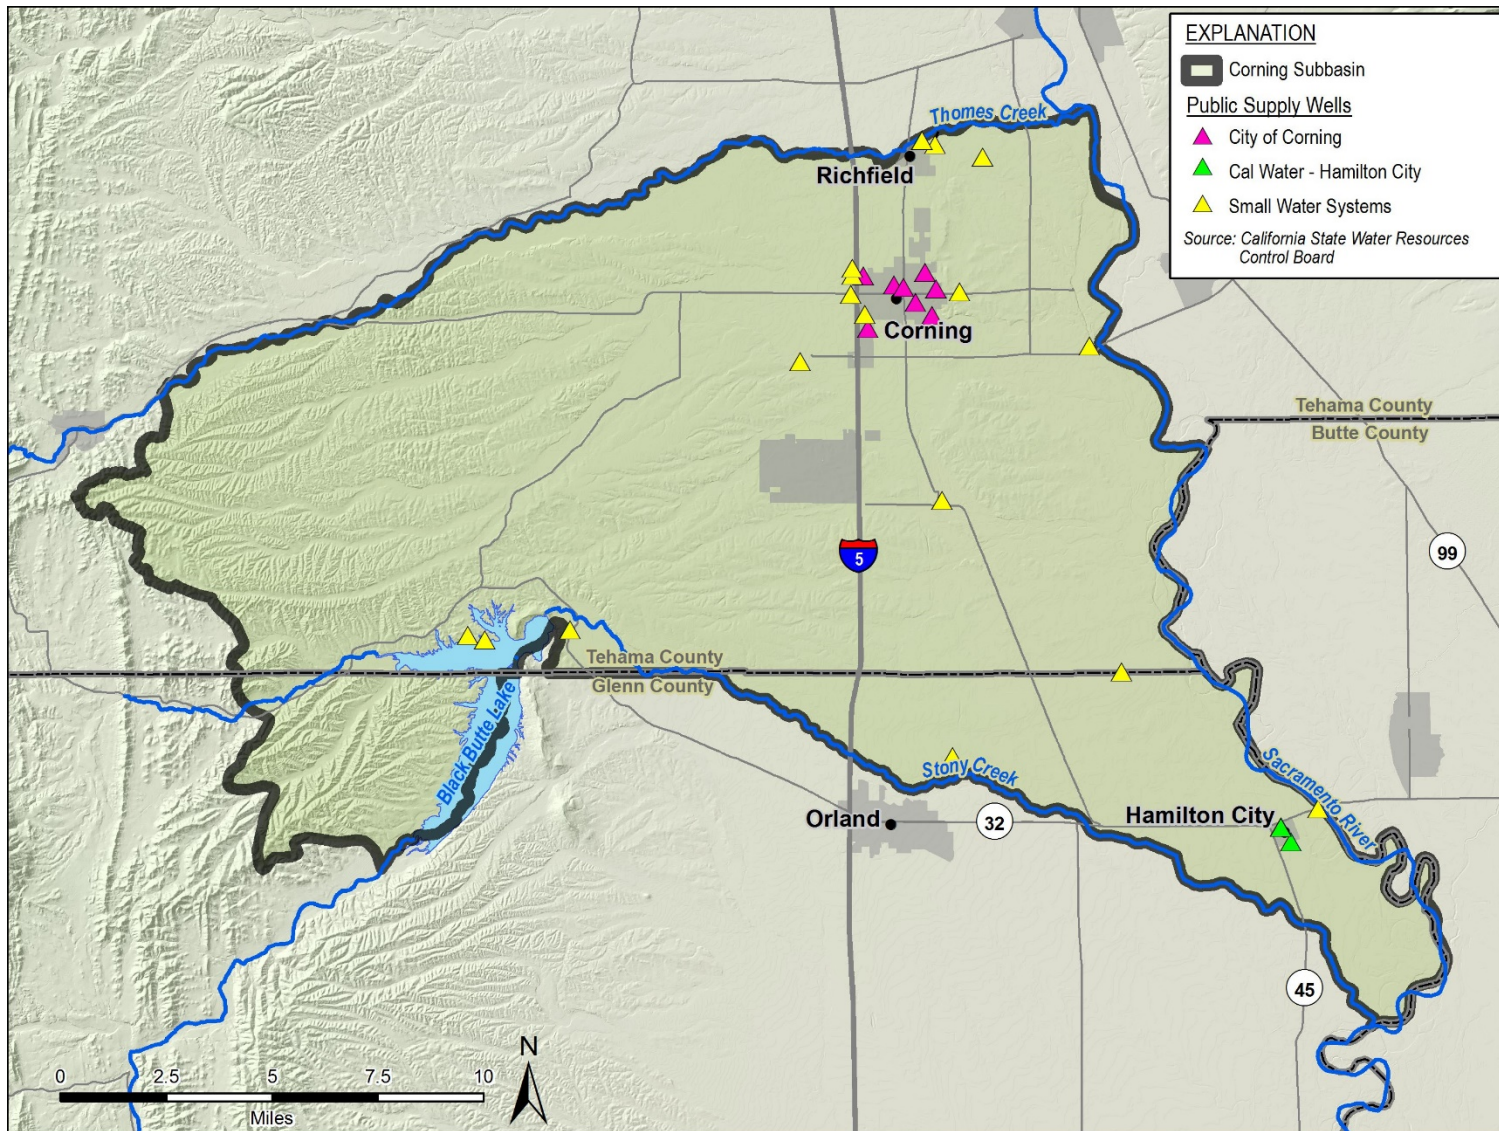 EXPLANATION
Corning Subbasin
Public Supply Wells
City of Corning
Cal Water - Hamilton City
Small Water Systems
Source: California State Water Resources
Control Board
Thomes Creek
Richfield
Corning
Tehama County
Butte County
99
5
Tehama County
Glenn County
Black Butte Lake
Stony Creek
Sacramento River
Orland
32
Hamilton City
45
N
0 2.5 5 7.5 10
Miles